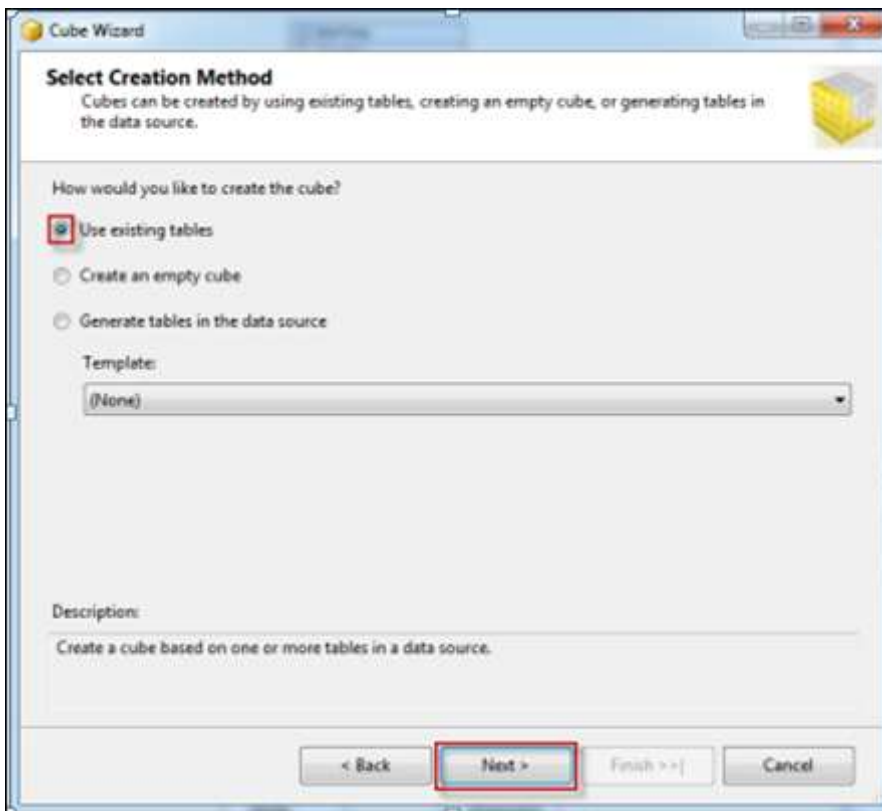 Cube Wizard
Select Creation Method
Cubes can be created by using existing tables, creating an empty cube, or generating tables in
the data source.
How would you like to create the cube?
Use existing tables
Create an empty cube
Generate tables in the data source
Template:
(None)
Description:
Create a cube based on one or more tables in a data source.
< Back
Next >
Finish >>|
Cancel